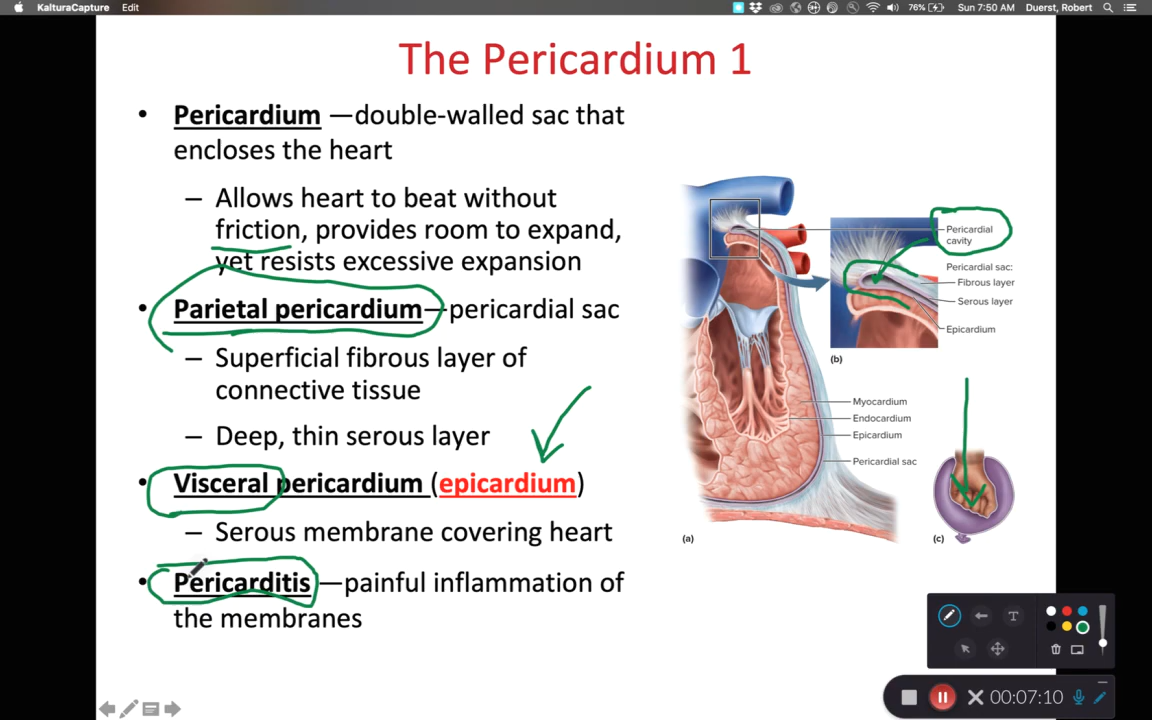 KalturaCapture Edit
76% Sun 7:50 AM Duerst, Robert
The Pericardium 1
• Pericardium —double-walled sac that
encloses the heart
– Allows heart to beat without
friction, provides room to expand,
yet resists excessive expansion
• Parietal pericardium—pericardial sac
– Superficial fibrous layer of
connective tissue
– Deep, thin serous layer
• Visceral pericardium (epicardium)
– Serous membrane covering heart
• Pericarditis—painful inflammation of
the membranes
Pericardial
cavity
Pericardial sac:
Fibrous layer
Serous layer
Epicardium
(b)
Myocardium
Endocardium
Epicardium
Pericardial sac
(a)
(c)
T
00:07:10